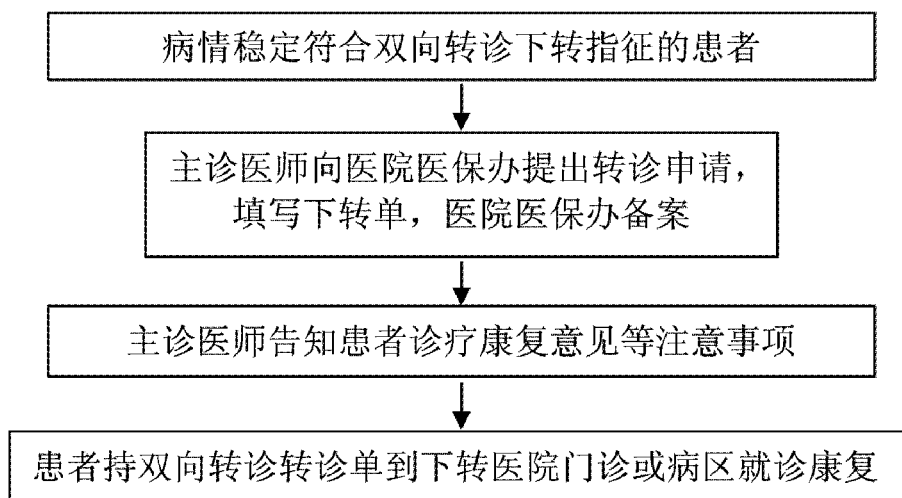 病情稳定符合双向转诊下转指征的患者
主诊医师向医院医保办提出转诊申请，
填写下转单，医院医保办备案
主诊医师告知患者诊疗康复意见等注意事项
患者持双向转诊转诊单到下转医院门诊或病区就诊康复